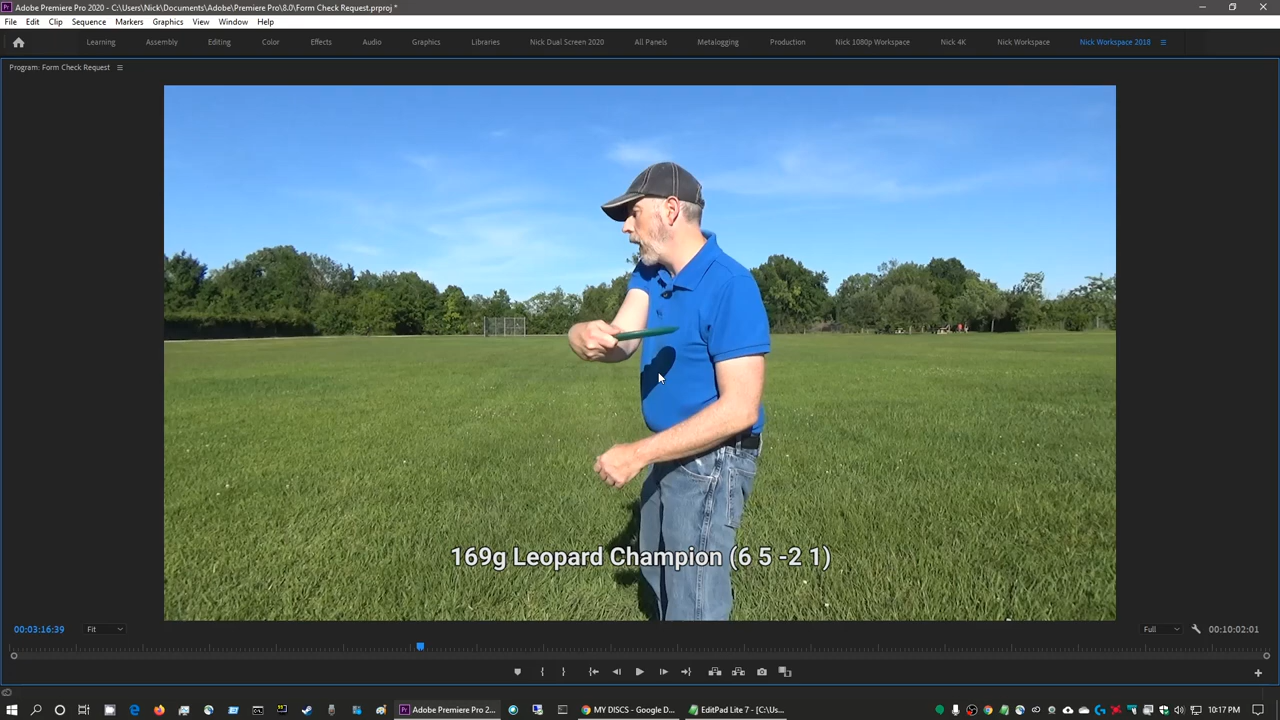 Adobe Premiere Pro 2020 - C:\Users\Nick\Documents\Adobe\Premiere Pro\8.0\Form Check Request.prproj *
File Edit Clip Sequence Markers Graphics View Window Help
Learning Assembly Editing Color Effects Audio Graphics Libraries Nick Dual Screen 2020 All Panels Metalogging Production Nick 1080p Workspace Nick 4K Nick Workspace Nick Workspace 2018
Program: Form Check Request
169g Leopard Champion (6 5 -2 1)
00:03:16:39 Fit Full 00:10:02:01
Adobe Premiere Pro 2... MY DISCS - Google D... EditPad Lite 7 - [C:\Us... 10:17 PM